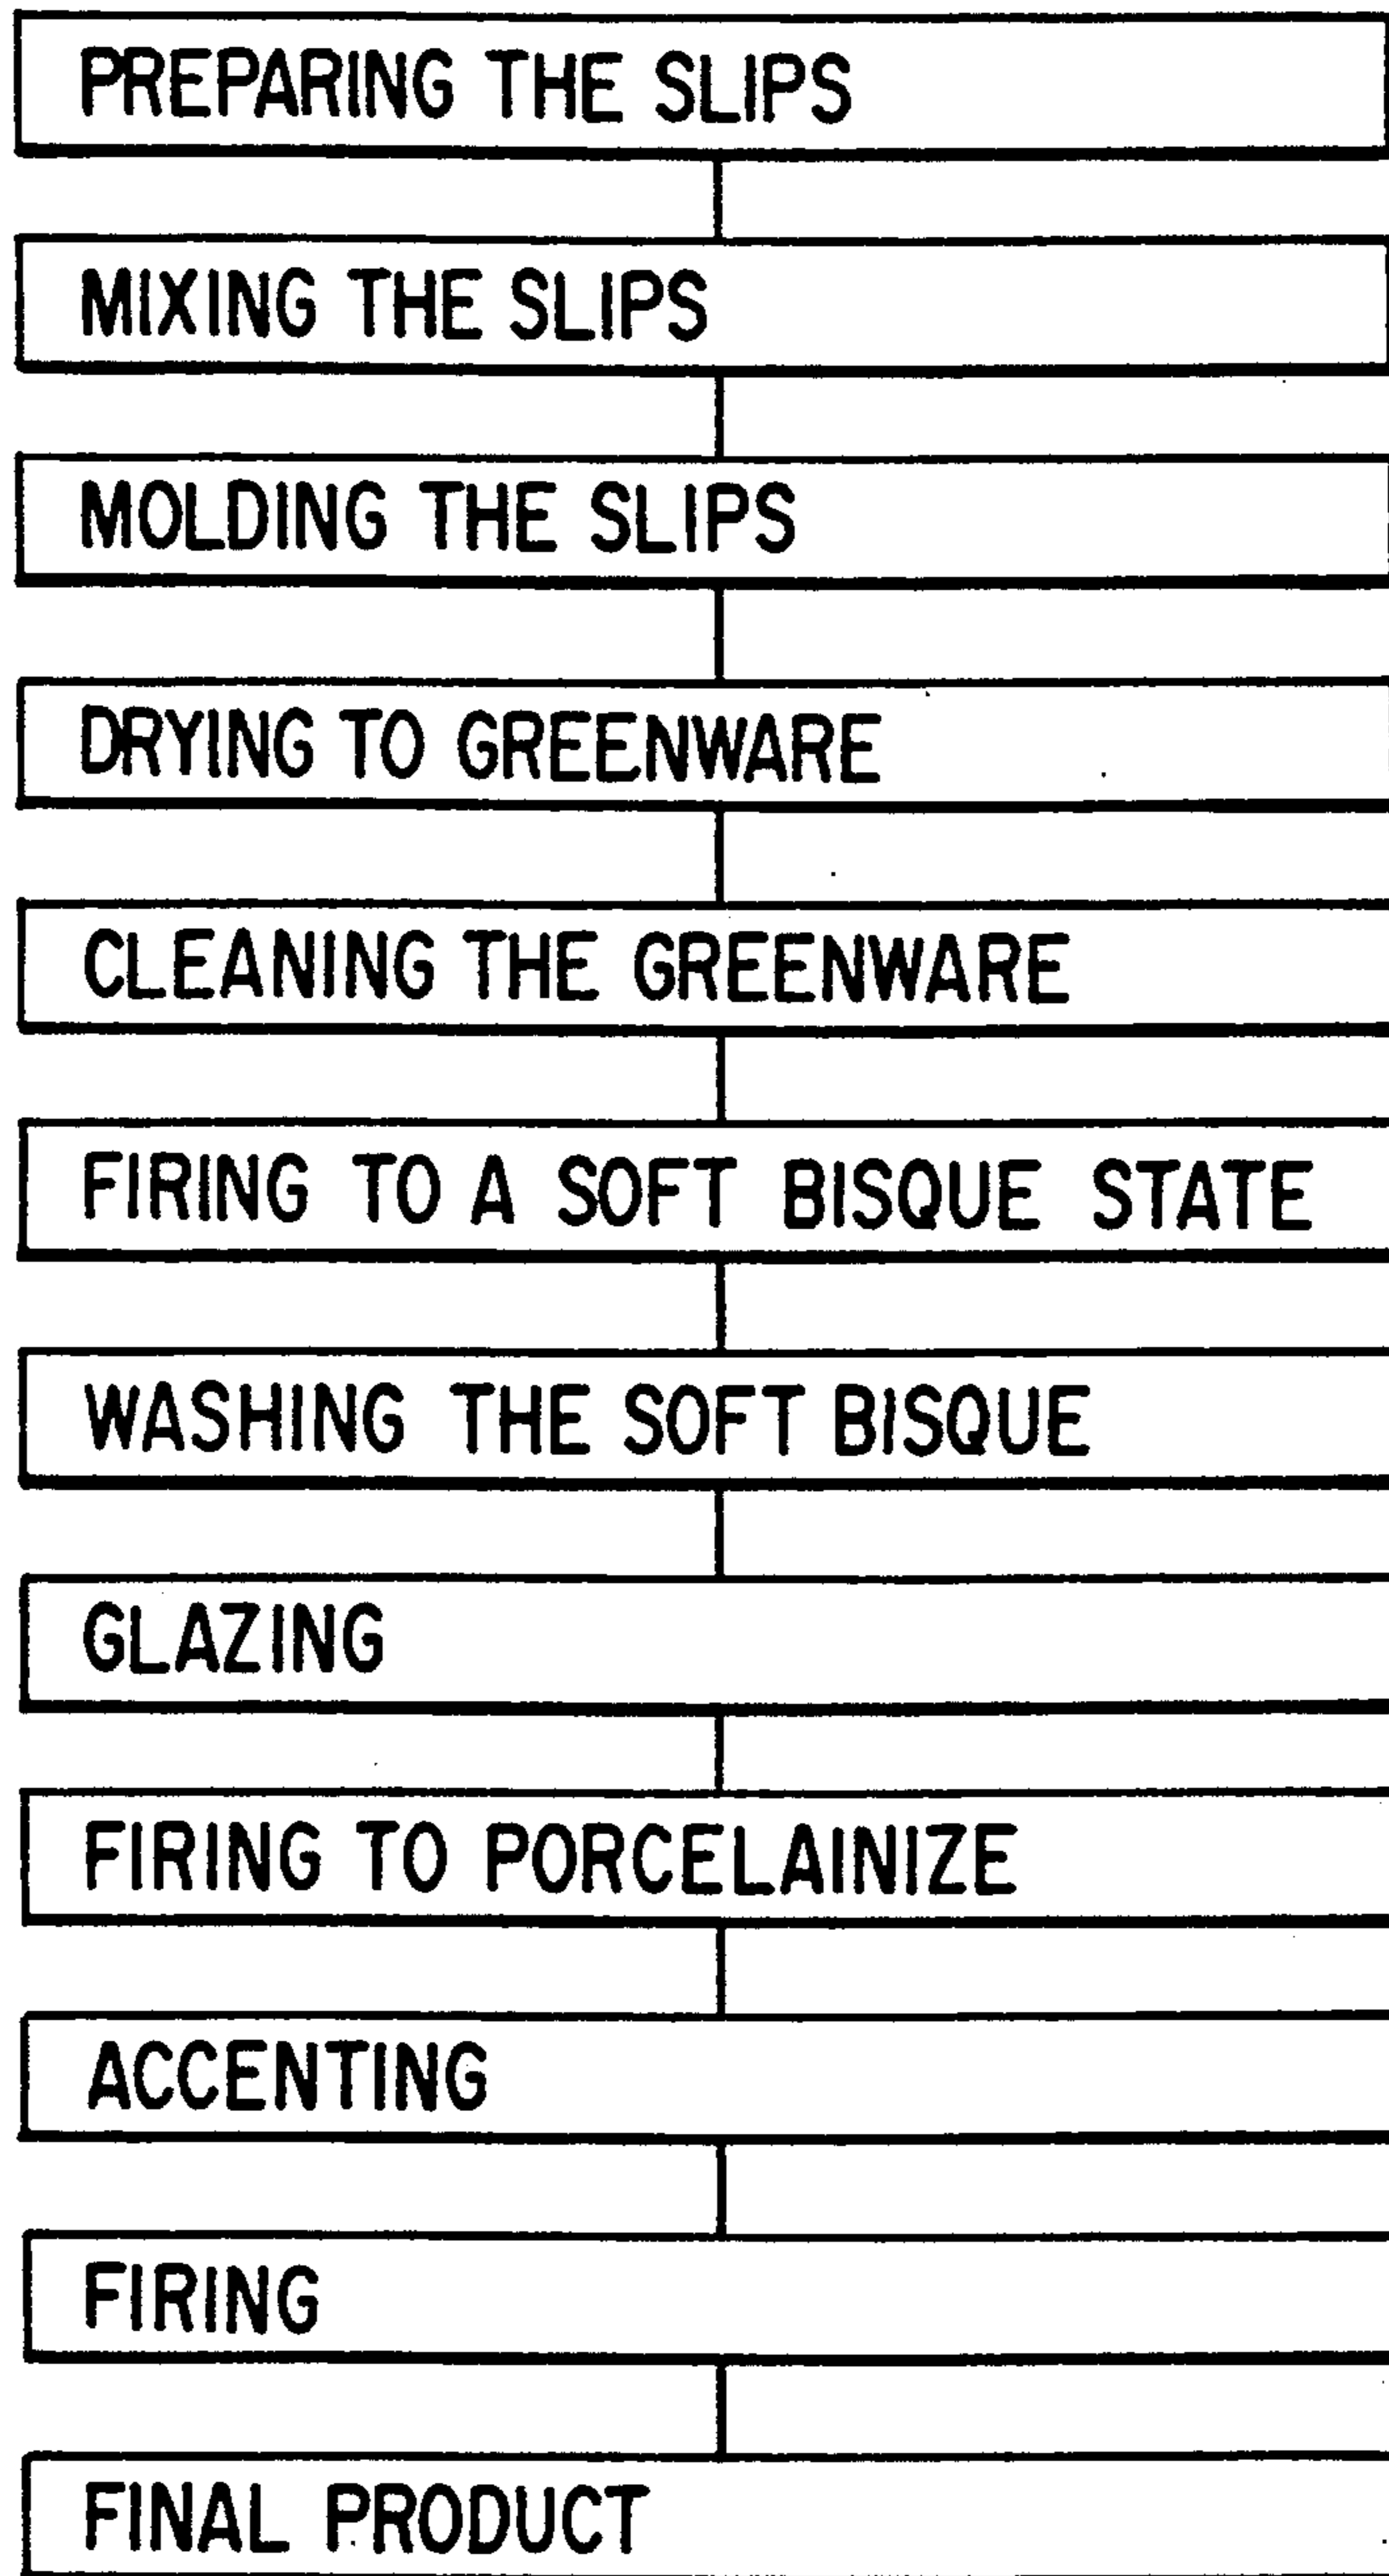 PREPARING THE SLIPS
MIXING THE SLIPS
MOLDING THE SLIPS
DRYING TO GREENWARE
CLEANING THE GREENWARE
FIRING TO A SOFT BISQUE STATE
WASHING THE SOFT BISQUE
GLAZING
FIRING TO PORCELAINIZE
ACCENTING
FIRING
FINAL PRODUCT